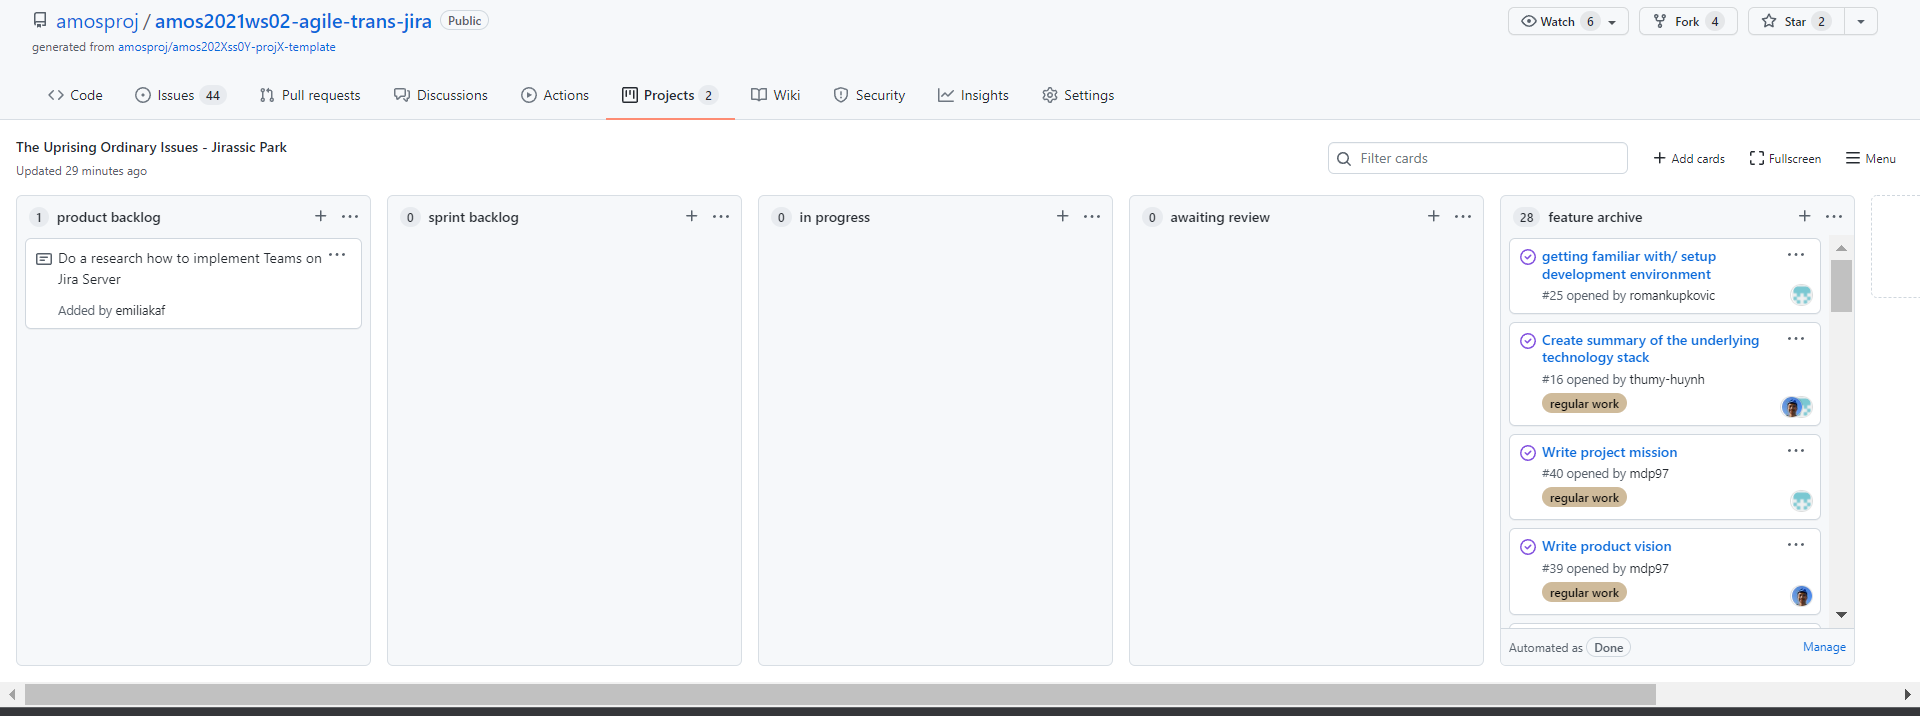 amosproj / amos2021ws02-agile-trans-jira Public
Watch 6 Fork 4 Star 2
generated from amosproj/amos202Xss0Y-projX-template
Code Issues 44 Pull requests Discussions Actions Projects 2 Wiki Security Insights Settings
The Uprising Ordinary Issues - Jirassic Park
Updated 29 minutes ago
Filter cards
Add cards Fullscreen Menu
1 product backlog
Do a research how to implement Teams on
Jira Server
Added by emiliakaf
0 sprint backlog
0 in progress
0 awaiting review
28 feature archive
getting familiar with/ setup
development environment
#25 opened by romankupkovic
Create summary of the underlying
technology stack
#16 opened by thumy-huynh
regular work
Write project mission
#40 opened by mdp97
regular work
Write product vision
#39 opened by mdp97
regular work
Automated as Done Manage